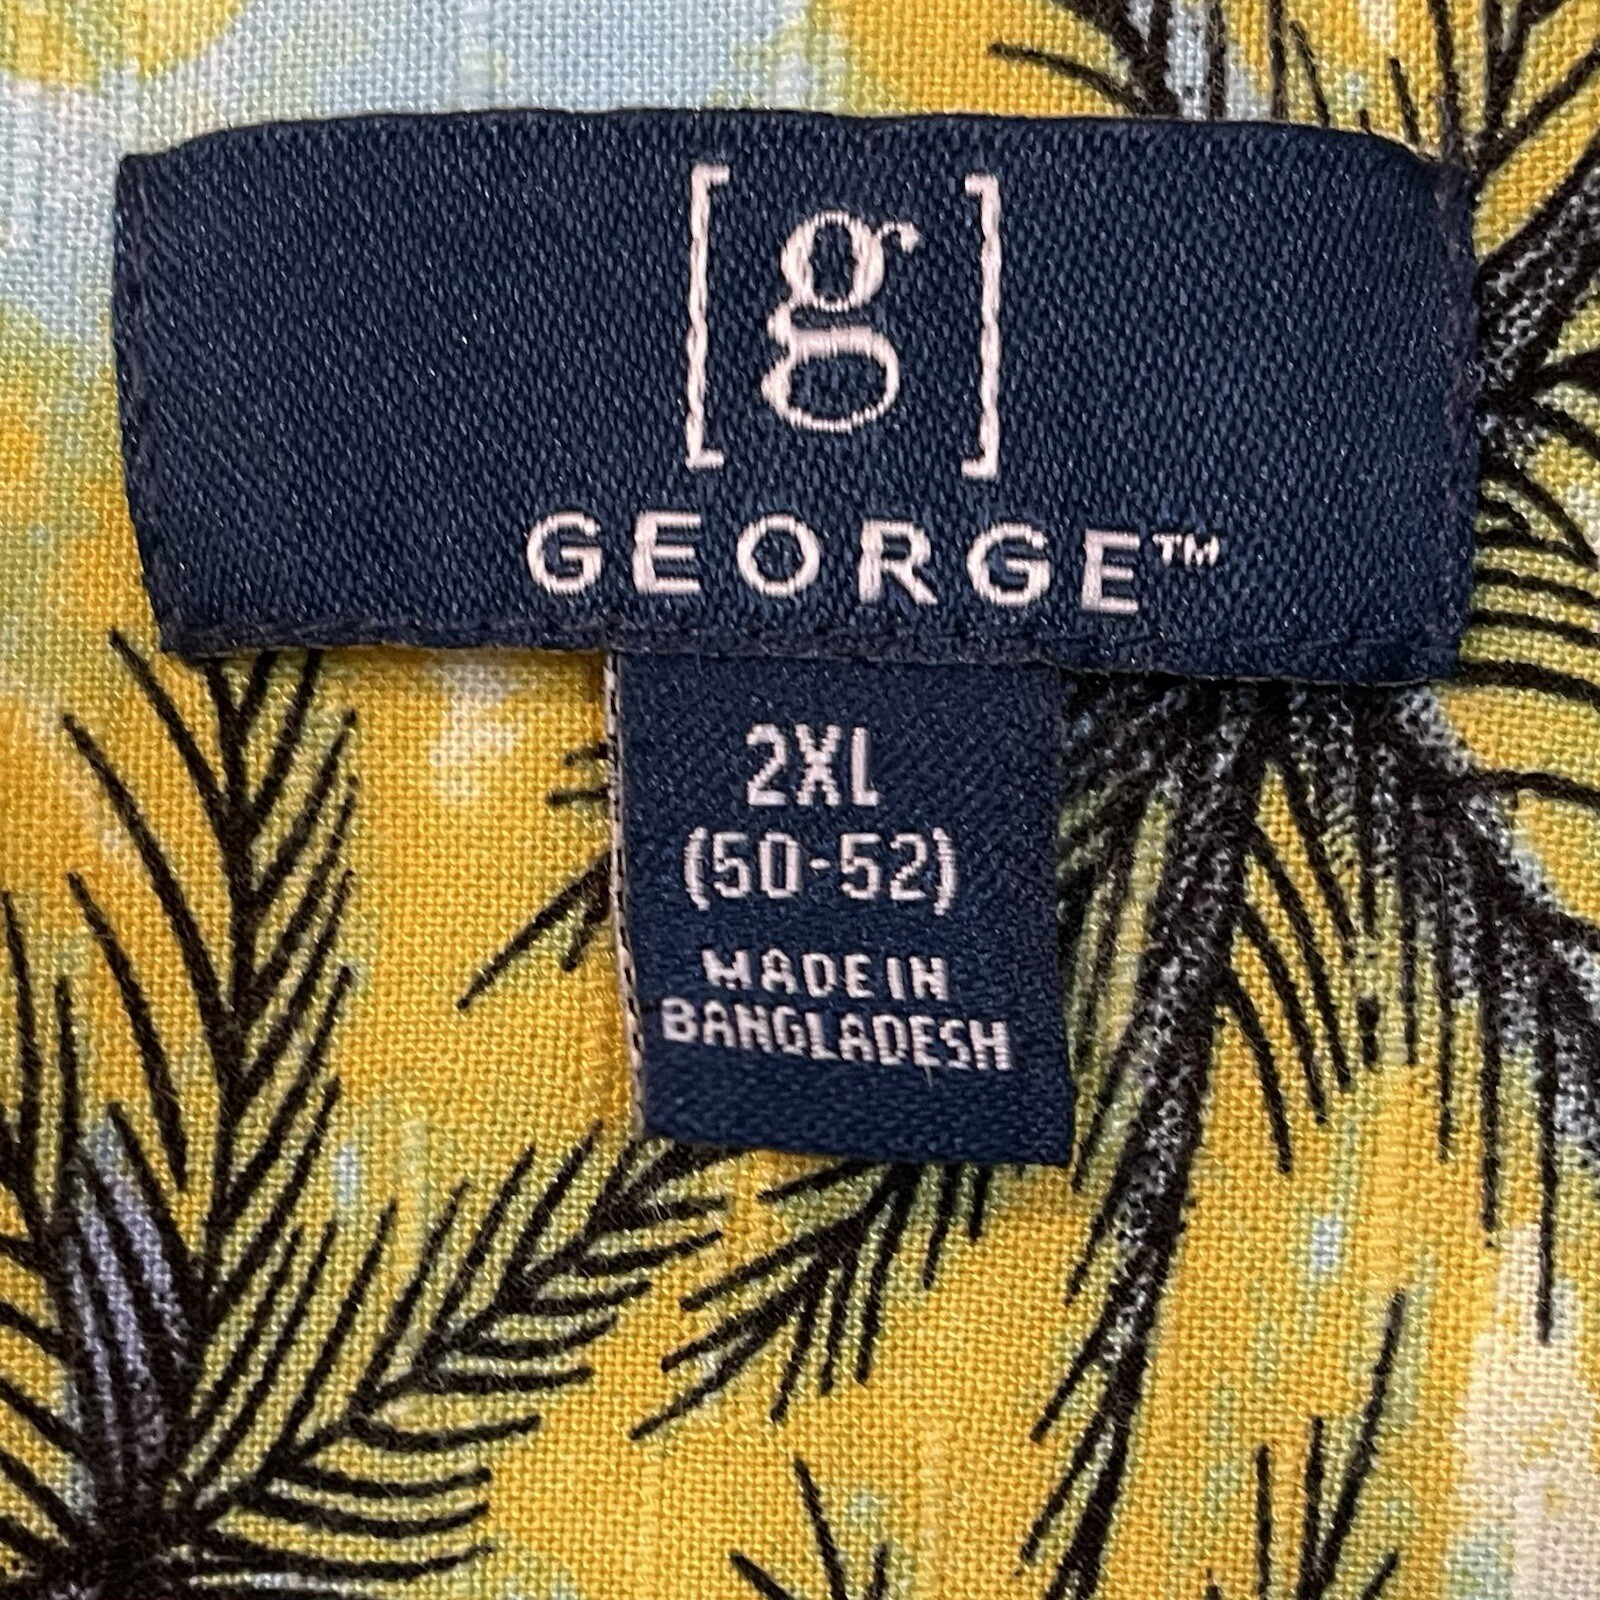 [g]
GEORGE™
2XL
(50-52)
MADE IN
BANGLADESH